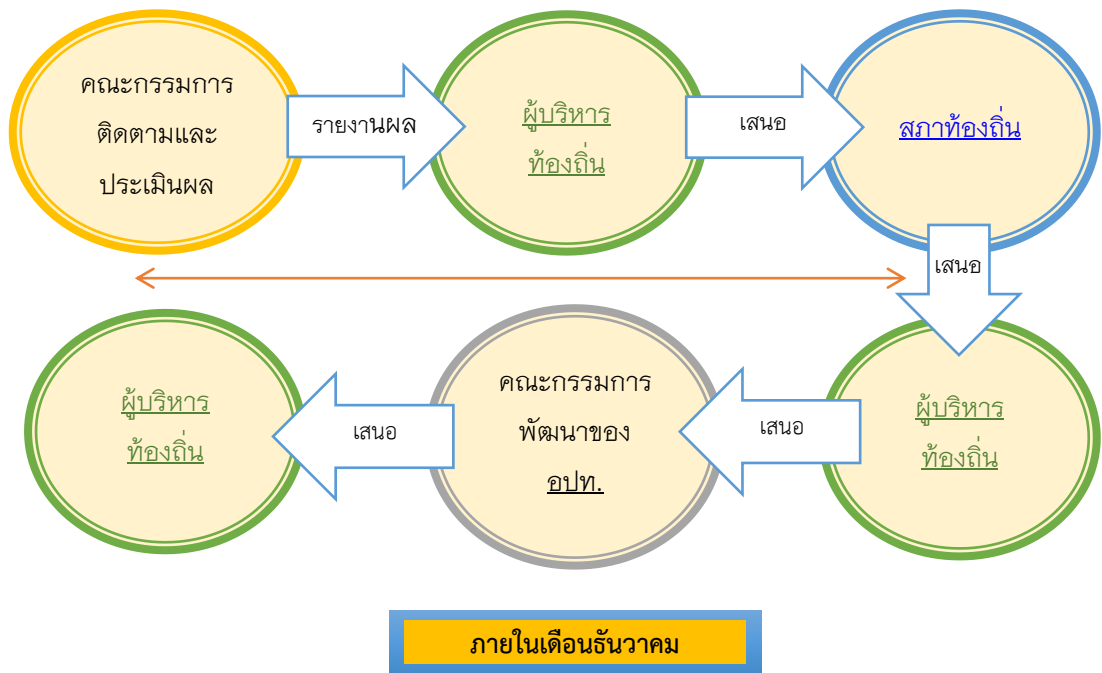 คณะกรรมการ
ติดตามและ
ประเมินผล
รายงานผล
ผู้บริหาร
ท้องถิ่น
เสนอ
สภาท้องถิ่น
เสนอ
ผู้บริหาร
ท้องถิ่น
เสนอ
คณะกรรมการ
พัฒนาของ
อปท.
เสนอ
ผู้บริหาร
ท้องถิ่น
ภายในเดือนธันวาคม